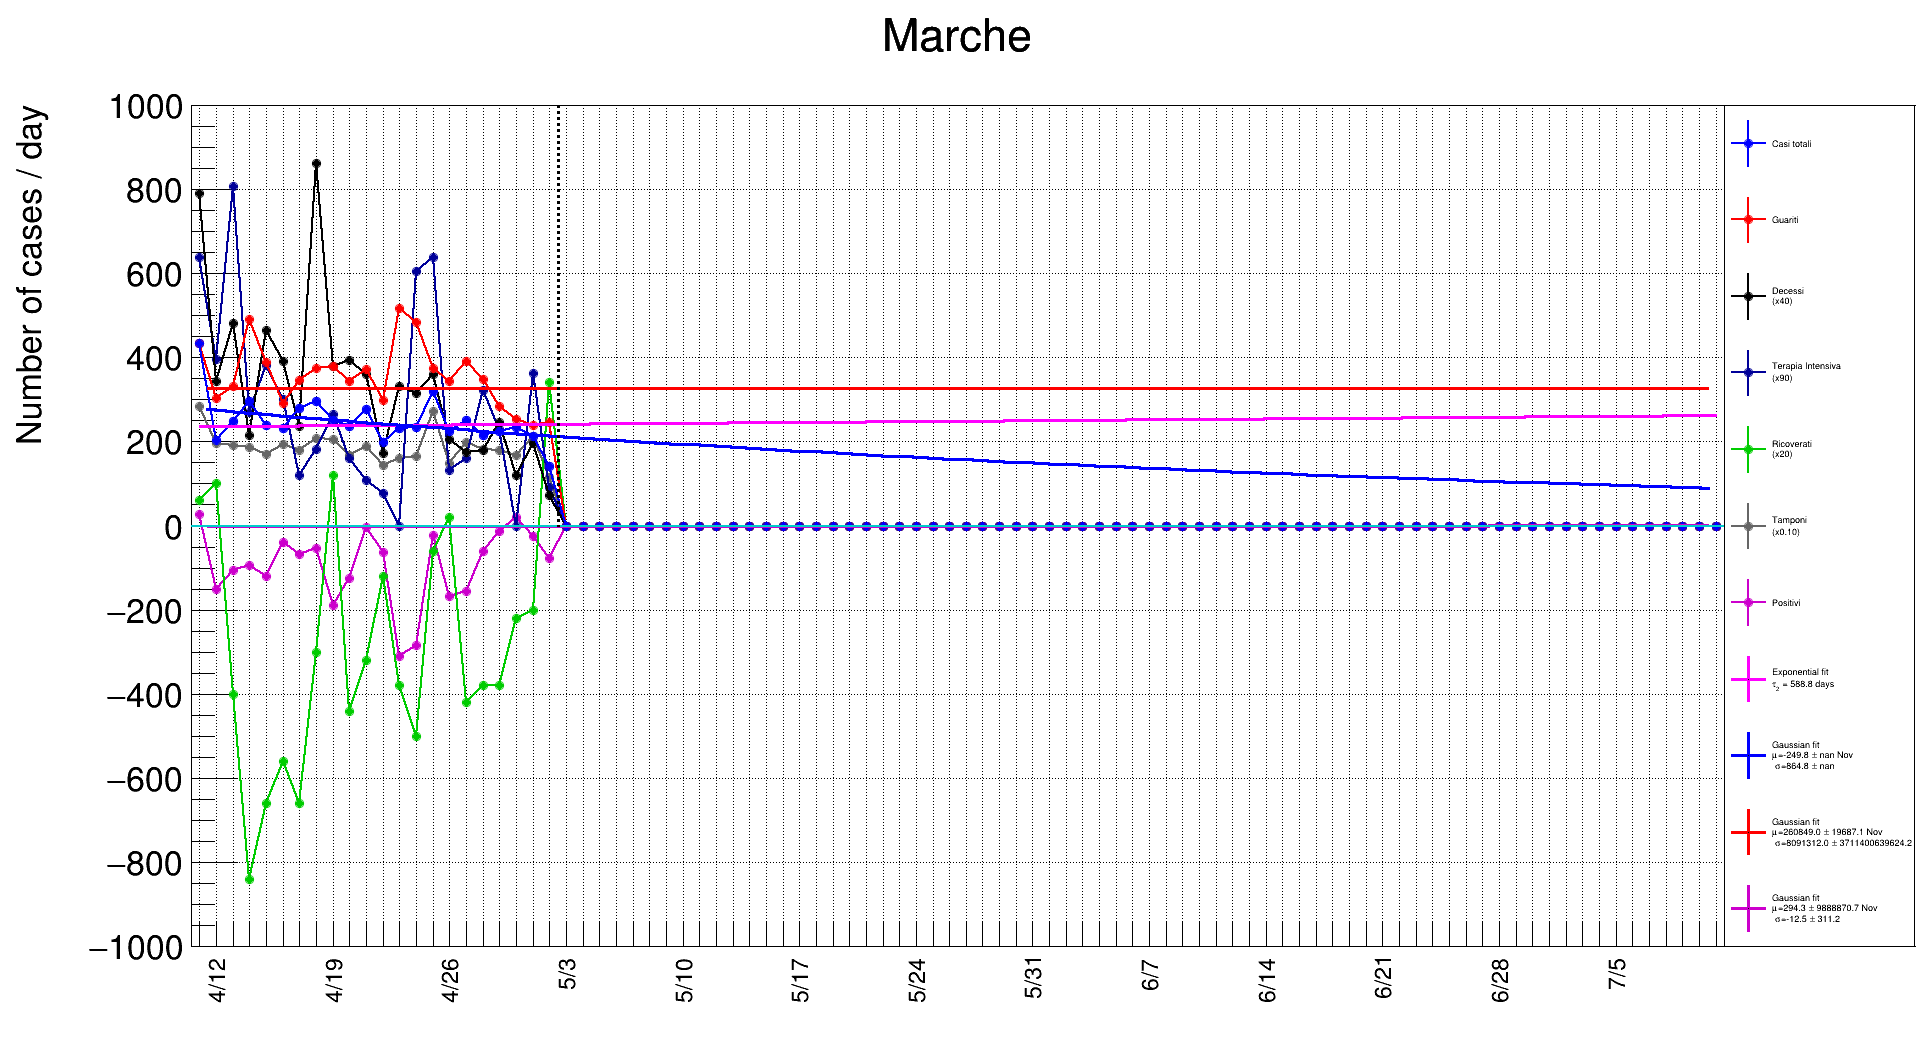 Marche
Number of cases / day
1000
800
600
400
200
0
−200
−400
−600
−800
−1000
4/12
4/19
4/26
5/3
5/10
5/17
5/24
5/31
6/7
6/14
6/21
6/28
7/5
Casi totali
Guariti
Decessi
(x40)
Terapia Intensiva
(x90)
Ricoverati
(x20)
Tamponi
(x0.10)
Positivi
Exponential fit
τ₂ = 588.8 days
Gaussian fit
μ=-249.8 ± nan Nov
σ=864.8 ± nan
Gaussian fit
μ=260849.0 ± 19687.1 Nov
σ=8091312.0 ± 3711400639624.2
Gaussian fit
μ=294.3 ± 9888870.7 Nov
σ=-12.5 ± 311.2